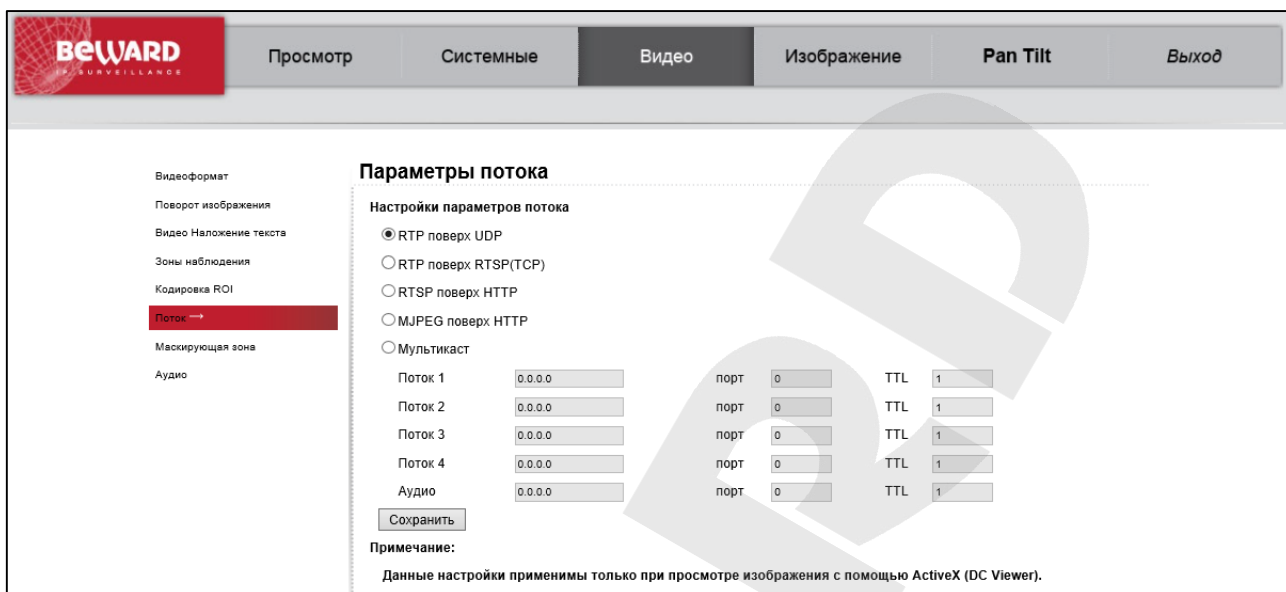 BEWARD
IP SURVEILLANCE
Просмотр Системные Видео Изображение Pan Tilt Выход
Видеоформат
Поворот изображения
Видео Наложение текста
Зоны наблюдения
Кодировка ROI
Поток →
Маскирующая зона
Аудио
Параметры потока
Настройки параметров потока
RTP поверх UDP
RTP поверх RTSP(TCP)
RTSP поверх HTTP
MJPEG поверх HTTP
Мультикаст
Поток 1 0.0.0.0 порт 0 TTL 1
Поток 2 0.0.0.0 порт 0 TTL 1
Поток 3 0.0.0.0 порт 0 TTL 1
Поток 4 0.0.0.0 порт 0 TTL 1
Аудио 0.0.0.0 порт 0 TTL 1
Сохранить
Примечание:
Данные настройки применимы только при просмотре изображения с помощью ActiveX (DC Viewer).